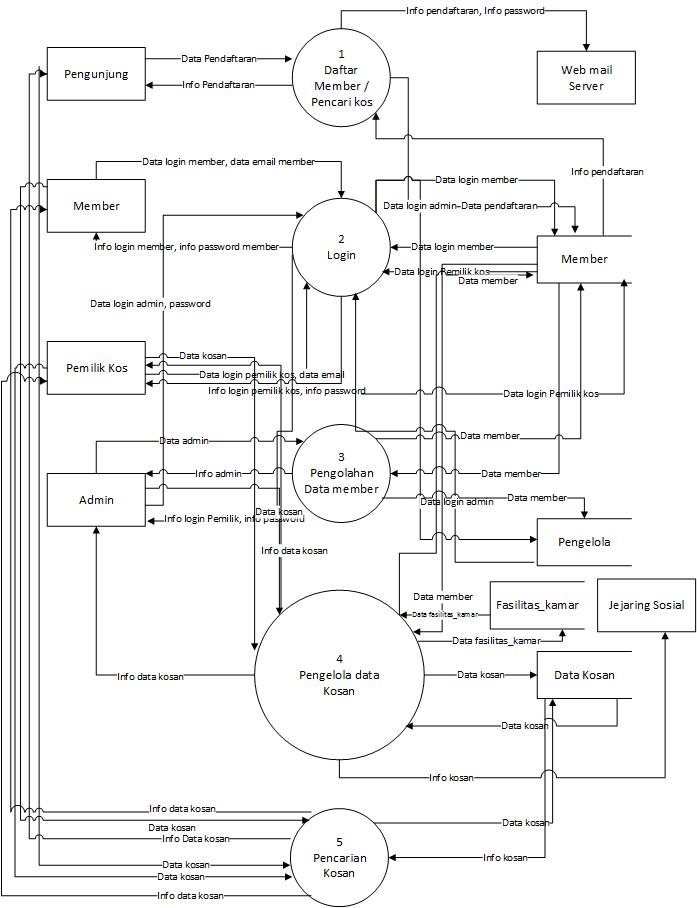 Info pendaftaran, Info password
1
Daftar
Member /
Pencari kos
Pengunjung
Data Pendaftaran
Info Pendaftaran
Web mail
Server
Data login member, data email member
Info pendaftaran
Data login member
Member
Data login admin
Data pendaftaran
2
Login
Info login member, info password member
Data login member
Member
Data login Pemilik kos
Data member
Data login admin, password
Data kosan
Pemilik Kos
Data login pemilik kos, data email
Info login pemilik kos, info password
Data login Pemilik kos
Data admin
Data member
3
Pengolahan
Data member
Info admin
Data member
Admin
Data login admin
Data member
Data kosan
Info login Pemilik, info password
Pengelola
Info data kosan
Data member
Fasilitas_kamar
Jejaring Sosial
Data fasilitas_kamar
Data fasilitas_kamar
4
Pengelola data
Kosan
Info data kosan
Data kosan
Data Kosan
Data kosan
Info kosan
Info data kosan
Data kosan
Data kosan
Info Data kosan
5
Pencarian
Kosan
Info kosan
Data kosan
Data kosan
Info data kosan